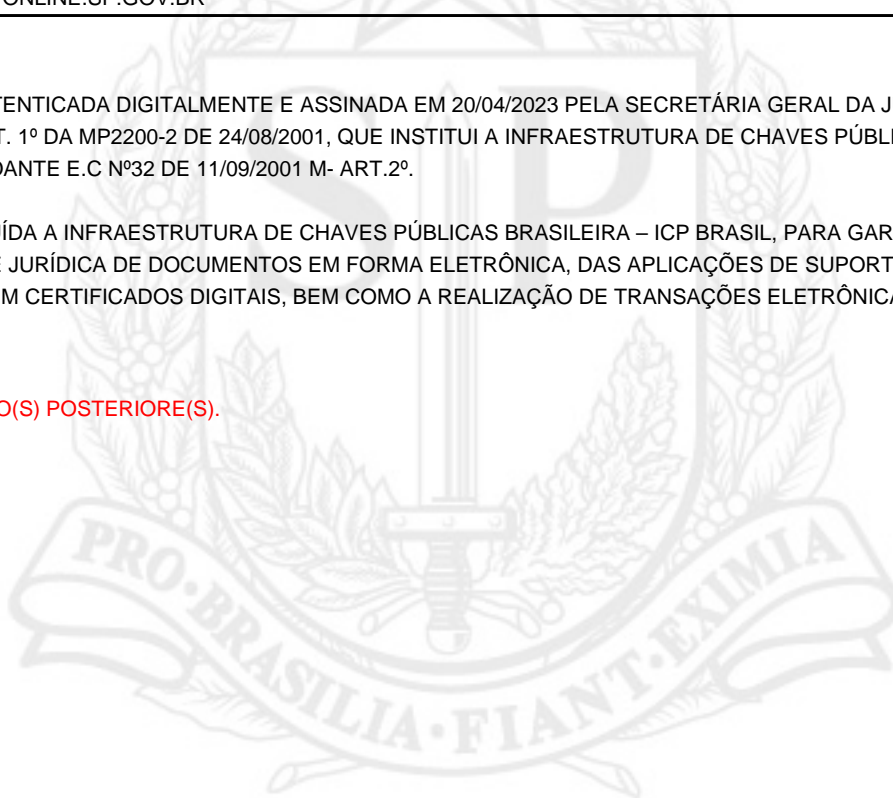 ONLINE.SP.GOV.BR
TENTICADA DIGITALMENTE E ASSINADA EM 20/04/2023 PELA SECRETÁRIA GERAL DA J
T. 1º DA MP2200-2 DE 24/08/2001, QUE INSTITUI A INFRAESTRUTURA DE CHAVES PÚBLI
DANTE E.C Nº32 DE 11/09/2001 M- ART.2º.
UÍDA A INFRAESTRUTURA DE CHAVES PÚBLICAS BRASILEIRA – ICP BRASIL, PARA GAR
E JURÍDICA DE DOCUMENTOS EM FORMA ELETRÔNICA, DAS APLICAÇÕES DE SUPORT
M CERTIFICADOS DIGITAIS, BEM COMO A REALIZAÇÃO DE TRANSAÇÕES ELETRÔNICA
O(S) POSTERIORE(S).
SP
PRO·BRASILIA·FIANT·EXIMIA